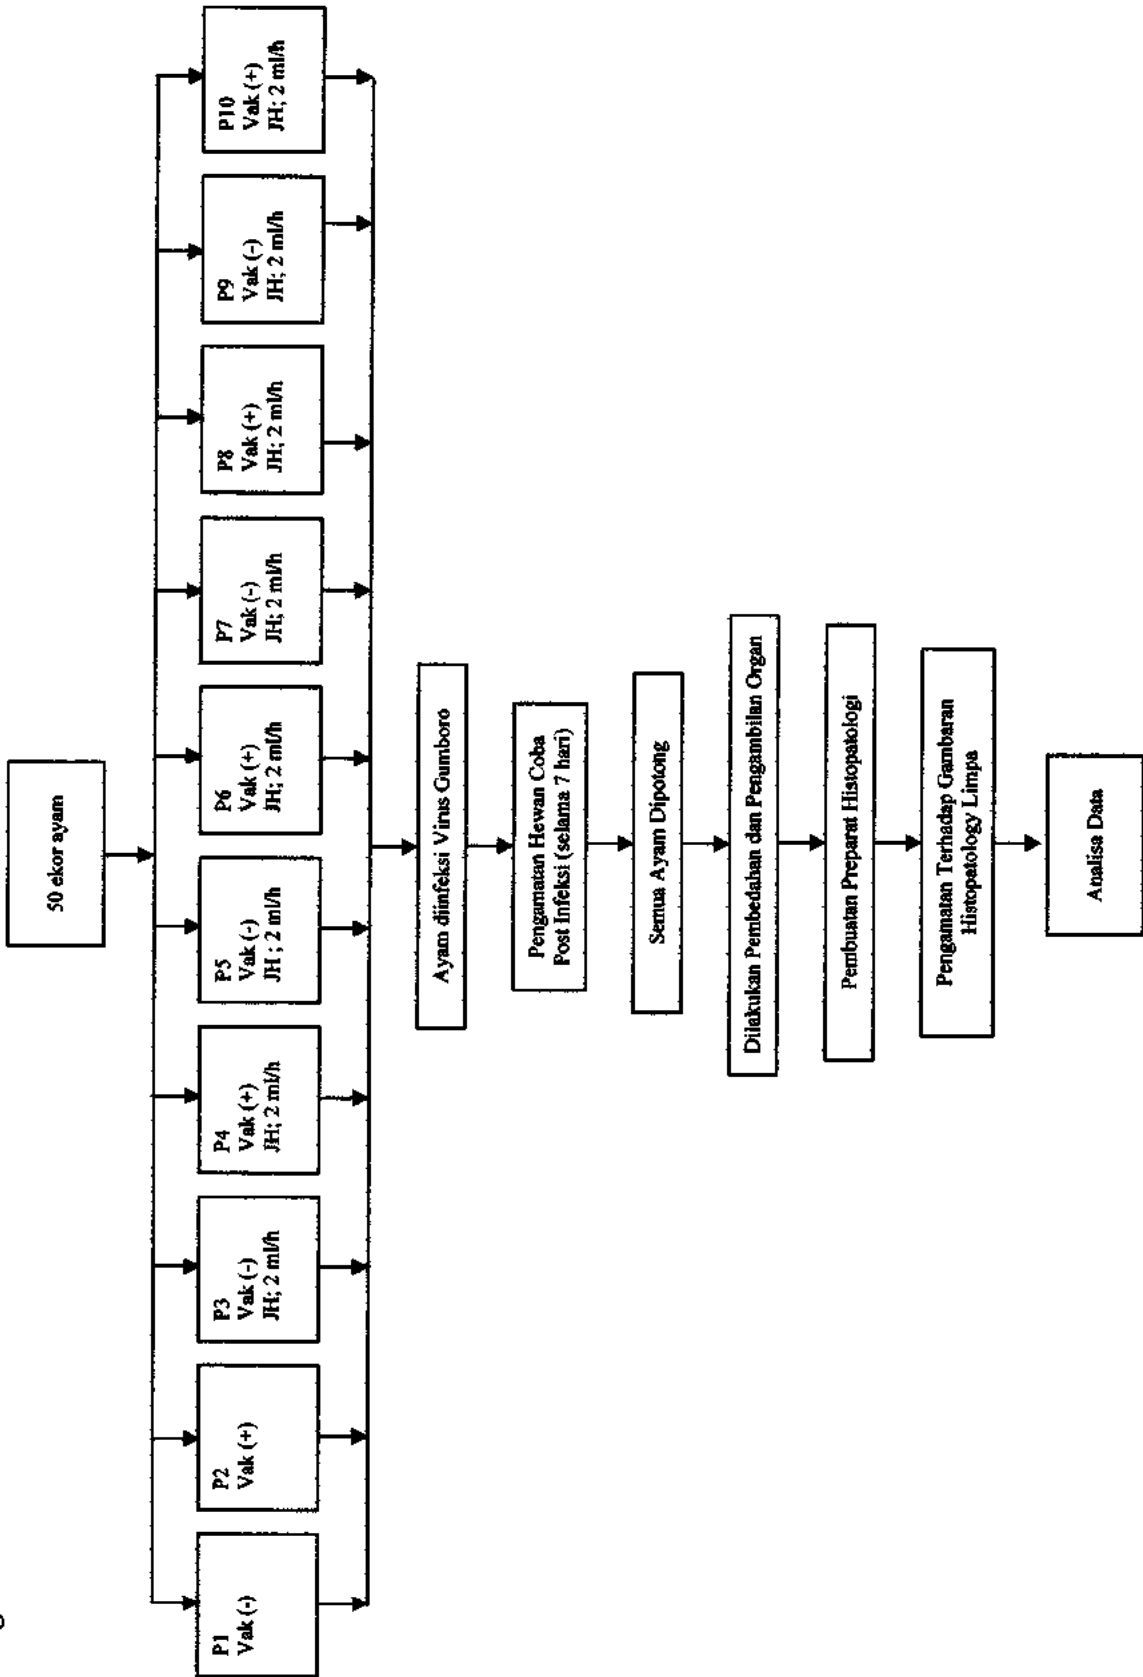 50 ekor ayam
P1
Vak (-)
P2
Vak (+)
P3
Vak (-)
JH; 2 ml/h
P4
Vak (+)
JH; 2 ml/h
P5
Vak (-)
JH ; 2 ml/h
P6
Vak (+)
JH; 2 ml/h
P7
Vak (-)
JH; 2 ml/h
P8
Vak (+)
JH; 2 ml/h
P9
Vak (-)
JH; 2 ml/h
P10
Vak (+)
JH; 2 ml/h
Ayam diinfeksi Virus Gumboro
Pengamatan Hewan Coba
Post Infeksi (selama 7 hari)
Semua Ayam Dipotong
Dilakukan Pembedahan dan Pengambilan Organ
Pembuatan Preparat Histopatologi
Pengamatan Terhadap Gambaran
Histopatology Limpa
Analisa Data